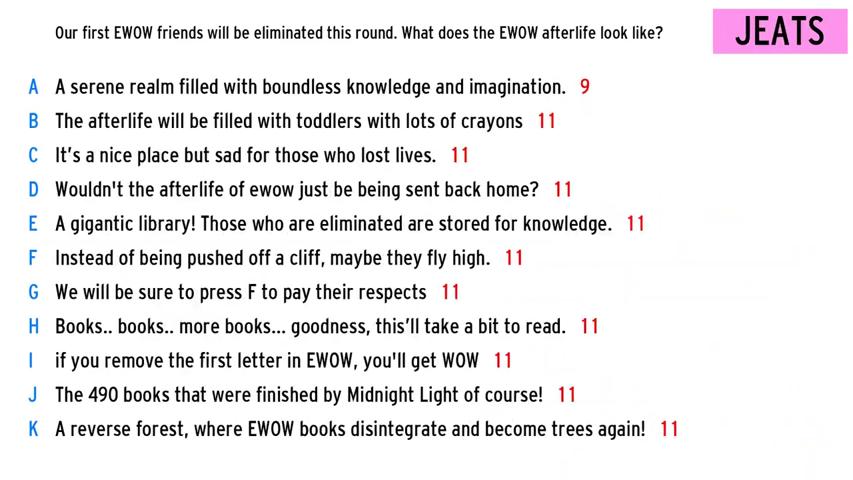 Our first EWOW friends will be eliminated this round. What does the EWOW afterlife look like?
JEATS
A A serene realm filled with boundless knowledge and imagination. 9
B The afterlife will be filled with toddlers with lots of crayons 11
C It's a nice place but sad for those who lost lives. 11
D Wouldn't the afterlife of ewow just be being sent back home? 11
E A gigantic library! Those who are eliminated are stored for knowledge. 11
F Instead of being pushed off a cliff, maybe they fly high. 11
G We will be sure to press F to pay their respects 11
H Books.. books.. more books... goodness, this'll take a bit to read. 11
I if you remove the first letter in EWOW, you'll get WOW 11
J The 490 books that were finished by Midnight Light of course! 11
K A reverse forest, where EWOW books disintegrate and become trees again! 11